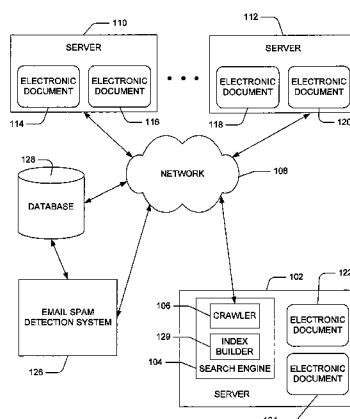 110
112
SERVER
SERVER
ELECTRONIC DOCUMENT
ELECTRONIC DOCUMENT
• • •
ELECTRONIC DOCUMENT
ELECTRONIC DOCUMENT
114
116
118
120
128
NETWORK
108
DATABASE
102
122
EMAIL SPAM
DETECTION SYSTEM
106
CRAWLER
ELECTRONIC
DOCUMENT
129
INDEX
BUILDER
104
SEARCH ENGINE
126
ELECTRONIC
DOCUMENT
SERVER